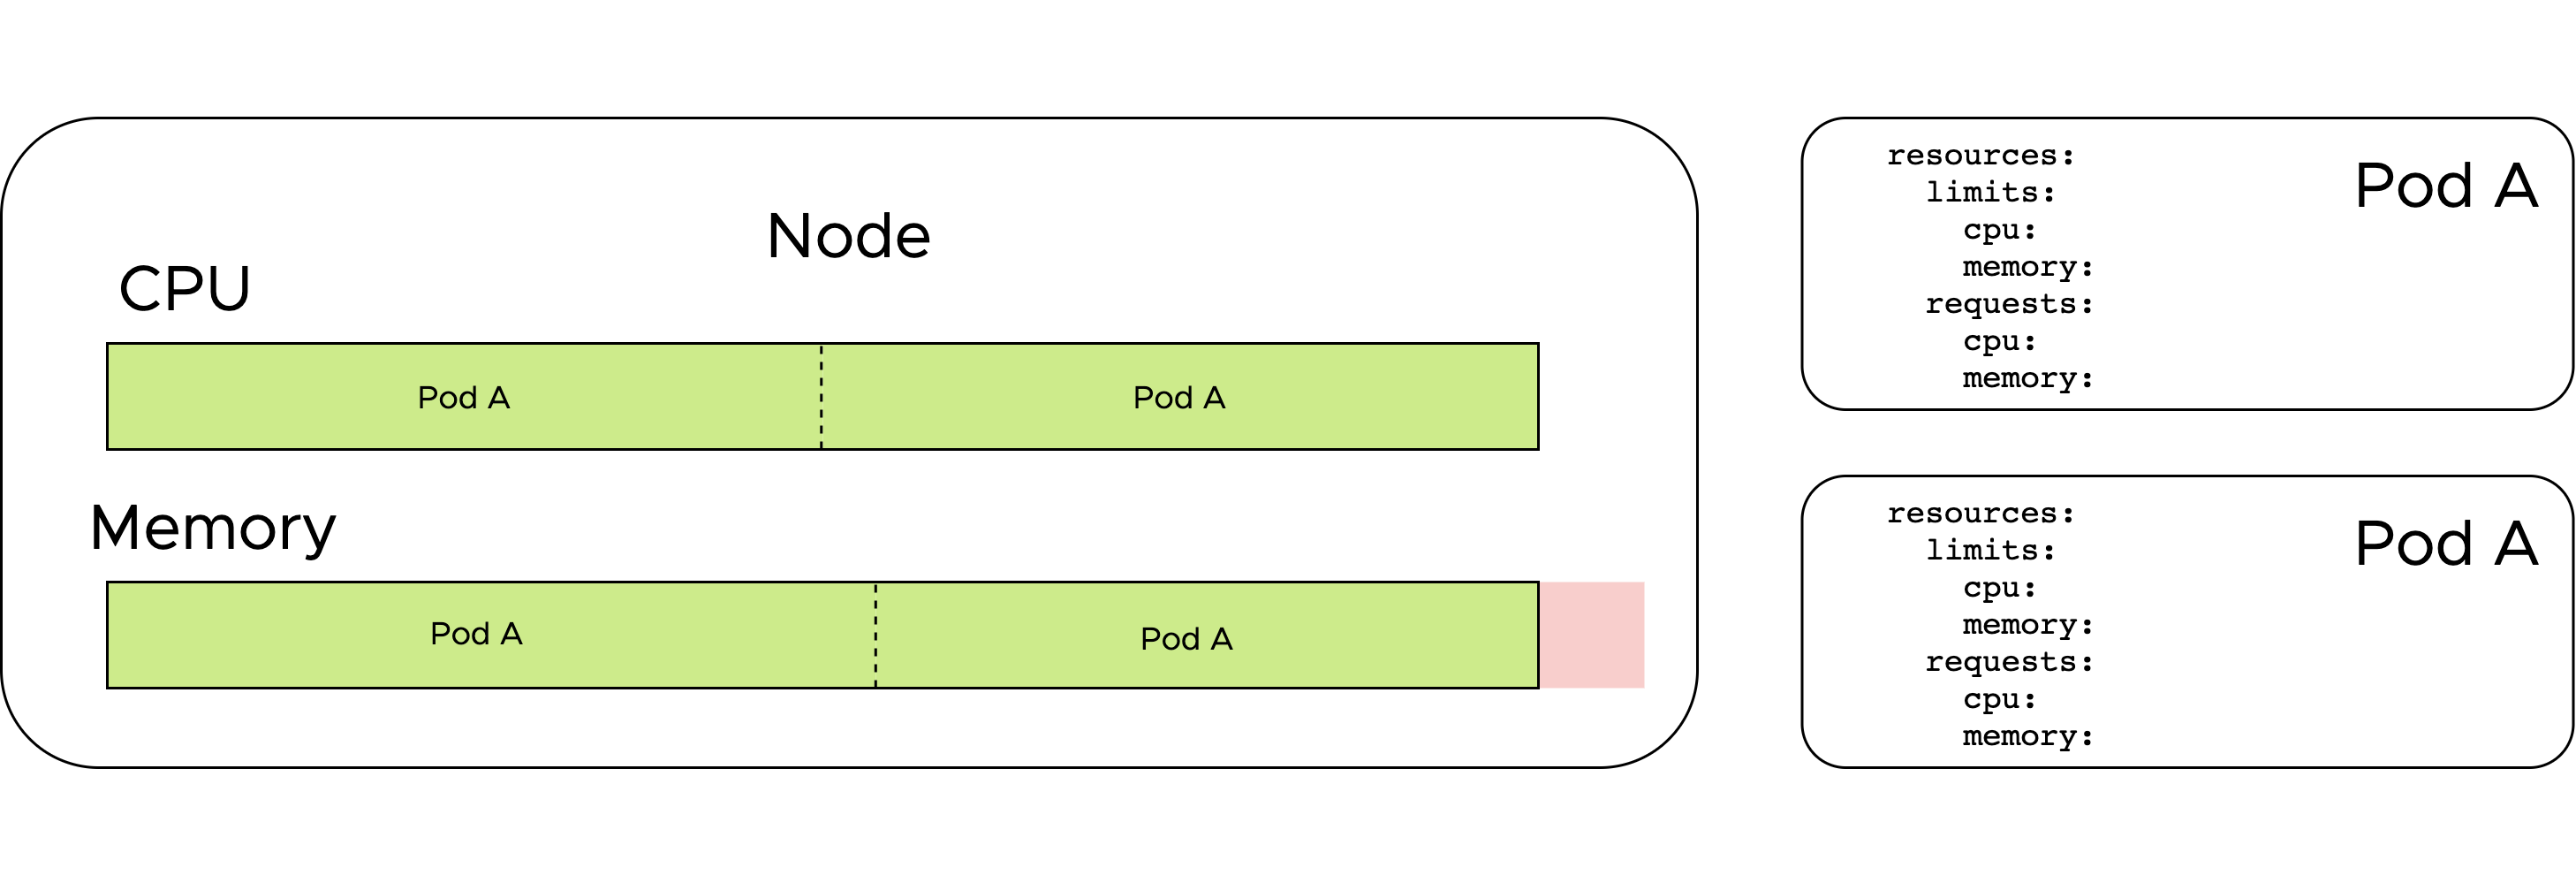 Node
CPU
Pod A
Pod A
Memory
Pod A
Pod A
Pod A
resources:
limits:
cpu:
memory:
requests:
cpu:
memory:
Pod A
resources:
limits:
cpu:
memory:
requests:
cpu:
memory: